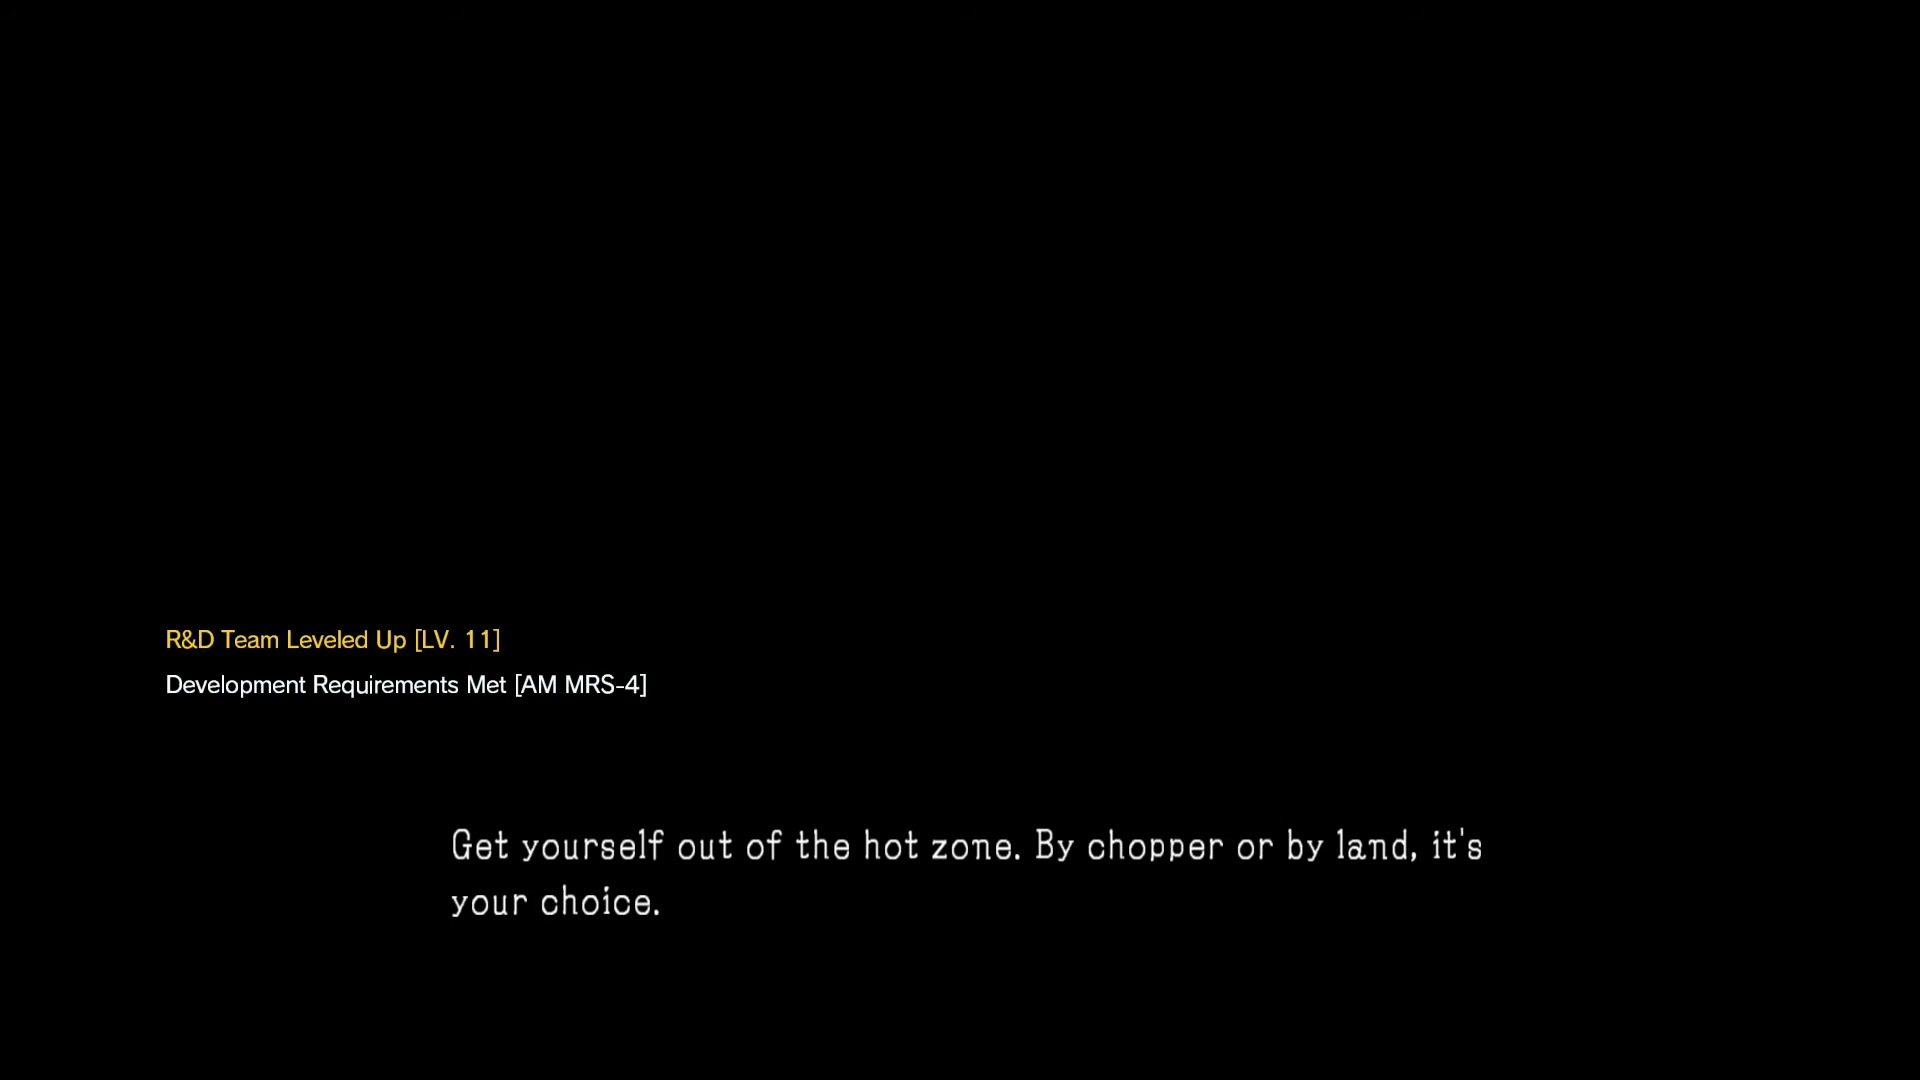 R&D Team Leveled Up [LV. 11]
Development Requirements Met [AM MRS-4]
Get yourself out of the hot zone. By chopper or by land, it's
your choice.